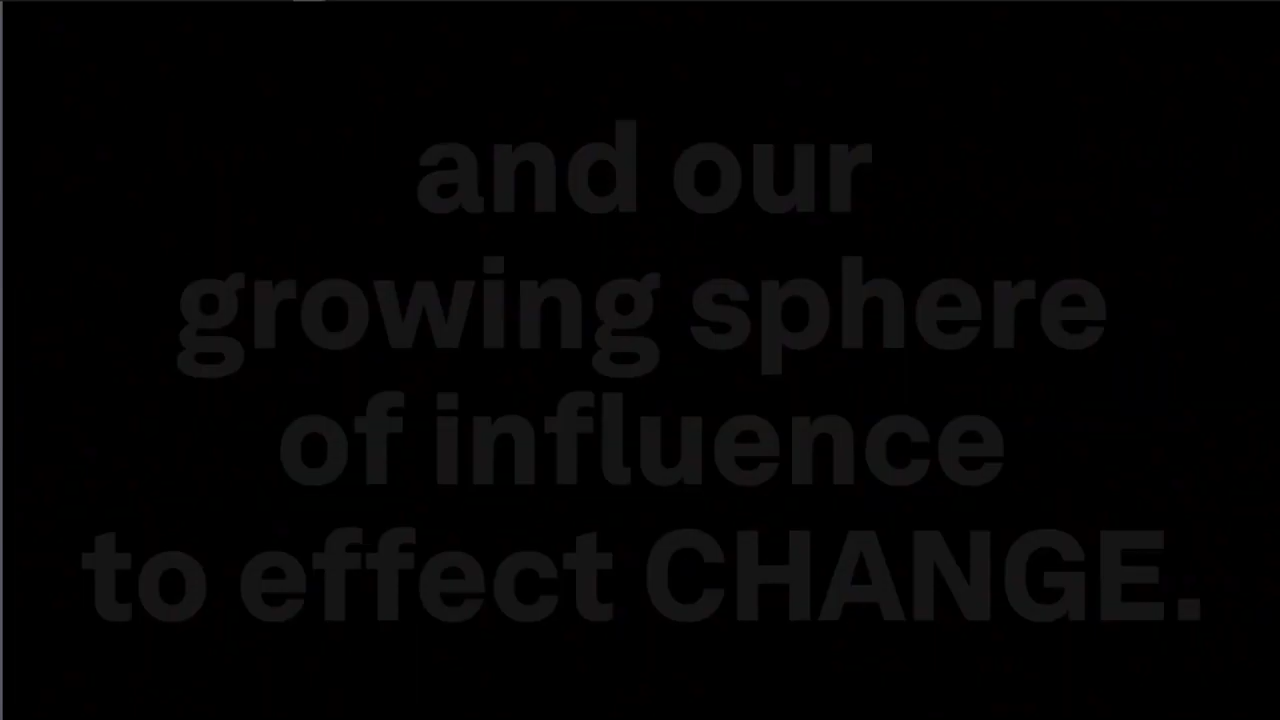 and our
growing sphere
of influence
to effect CHANGE.